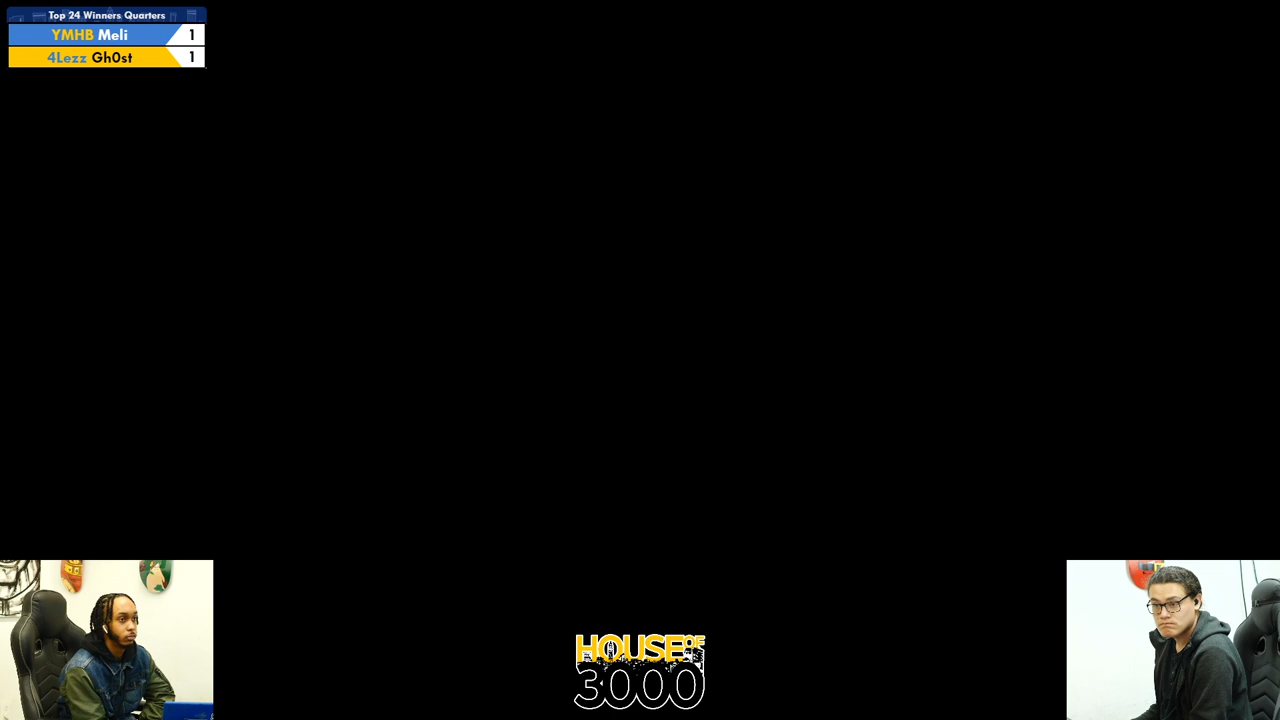 Top 24 Winners Quarters
YMHB Meli 1
4Lezz Gh0st 1
HOUSE OF
3000